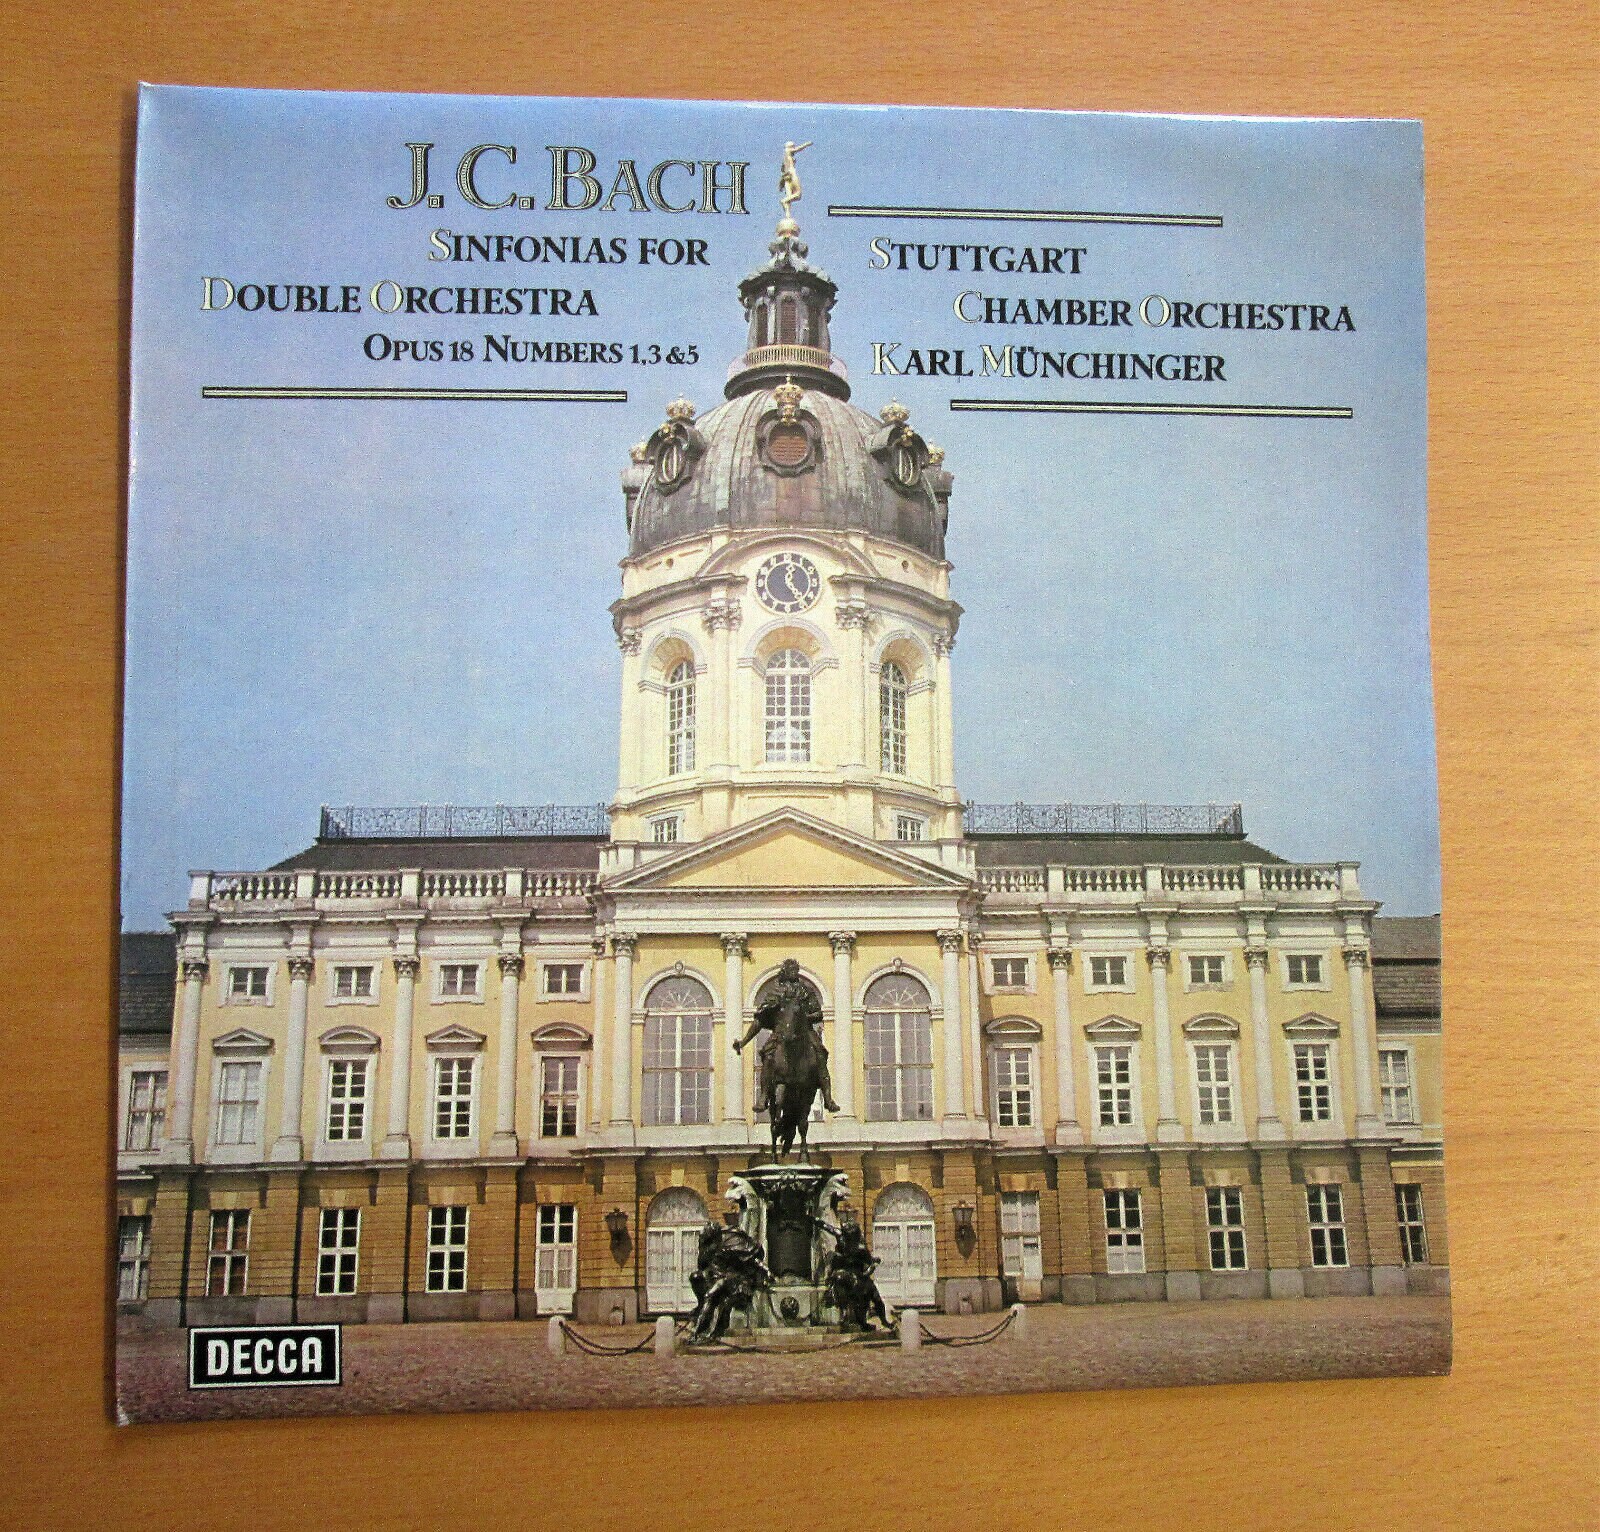 J. C. BACH
SINFONIAS FOR
DOUBLE ORCHESTRA
OPUS 18 NUMBERS 1,3 &5
STUTTGART
CHAMBER ORCHESTRA
KARL MÜNCHINGER
DECCA